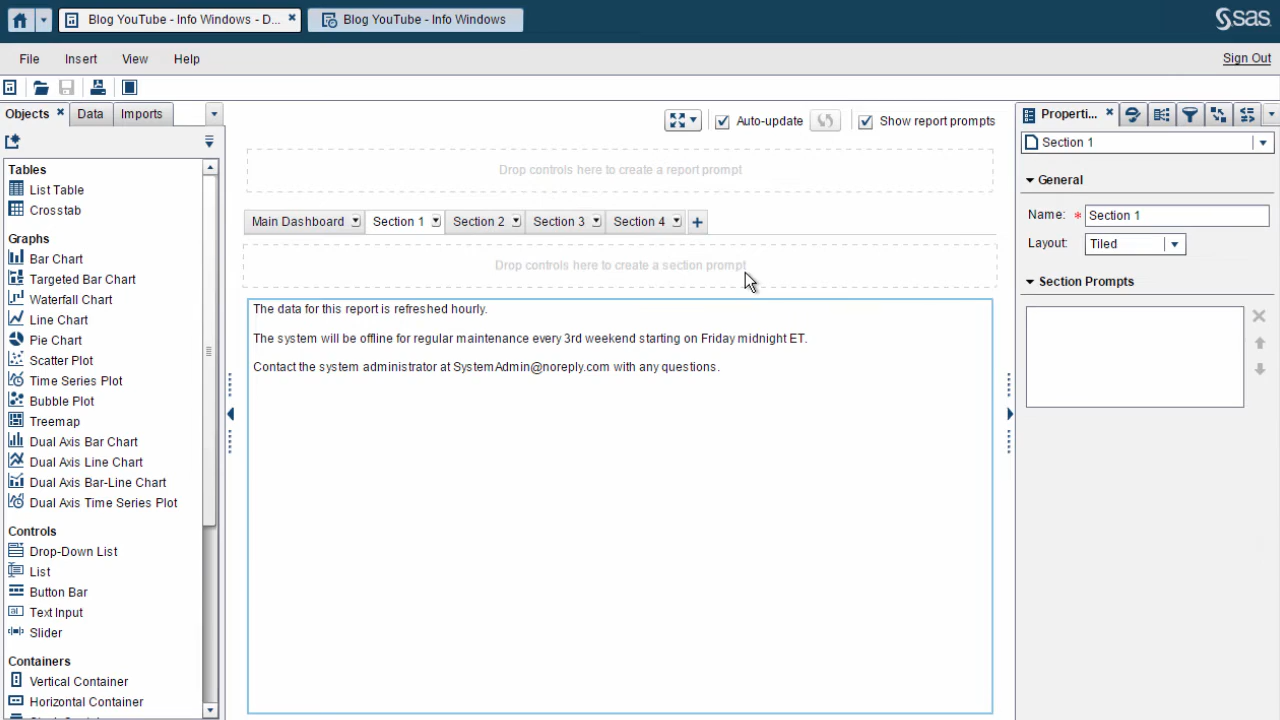 Blog YouTube - Info Windows - D...
Blog YouTube - Info Windows
sas
File
Insert
View
Help
Sign Out
Objects
Data
Imports
Auto-update
Show report prompts
Properti...
Section 1
Tables
List Table
Crosstab
Graphs
Bar Chart
Targeted Bar Chart
Waterfall Chart
Line Chart
Pie Chart
Scatter Plot
Time Series Plot
Bubble Plot
Treemap
Dual Axis Bar Chart
Dual Axis Line Chart
Dual Axis Bar-Line Chart
Dual Axis Time Series Plot
Controls
Drop-Down List
List
Button Bar
Text Input
Slider
Containers
Vertical Container
Horizontal Container
Drop controls here to create a report prompt
Main Dashboard
Section 1
Section 2
Section 3
Section 4
+
Drop controls here to create a section prompt
The data for this report is refreshed hourly.
The system will be offline for regular maintenance every 3rd weekend starting on Friday midnight ET.
Contact the system administrator at SystemAdmin@noreply.com with any questions.
General
Name: * Section 1
Layout: Tiled
Section Prompts